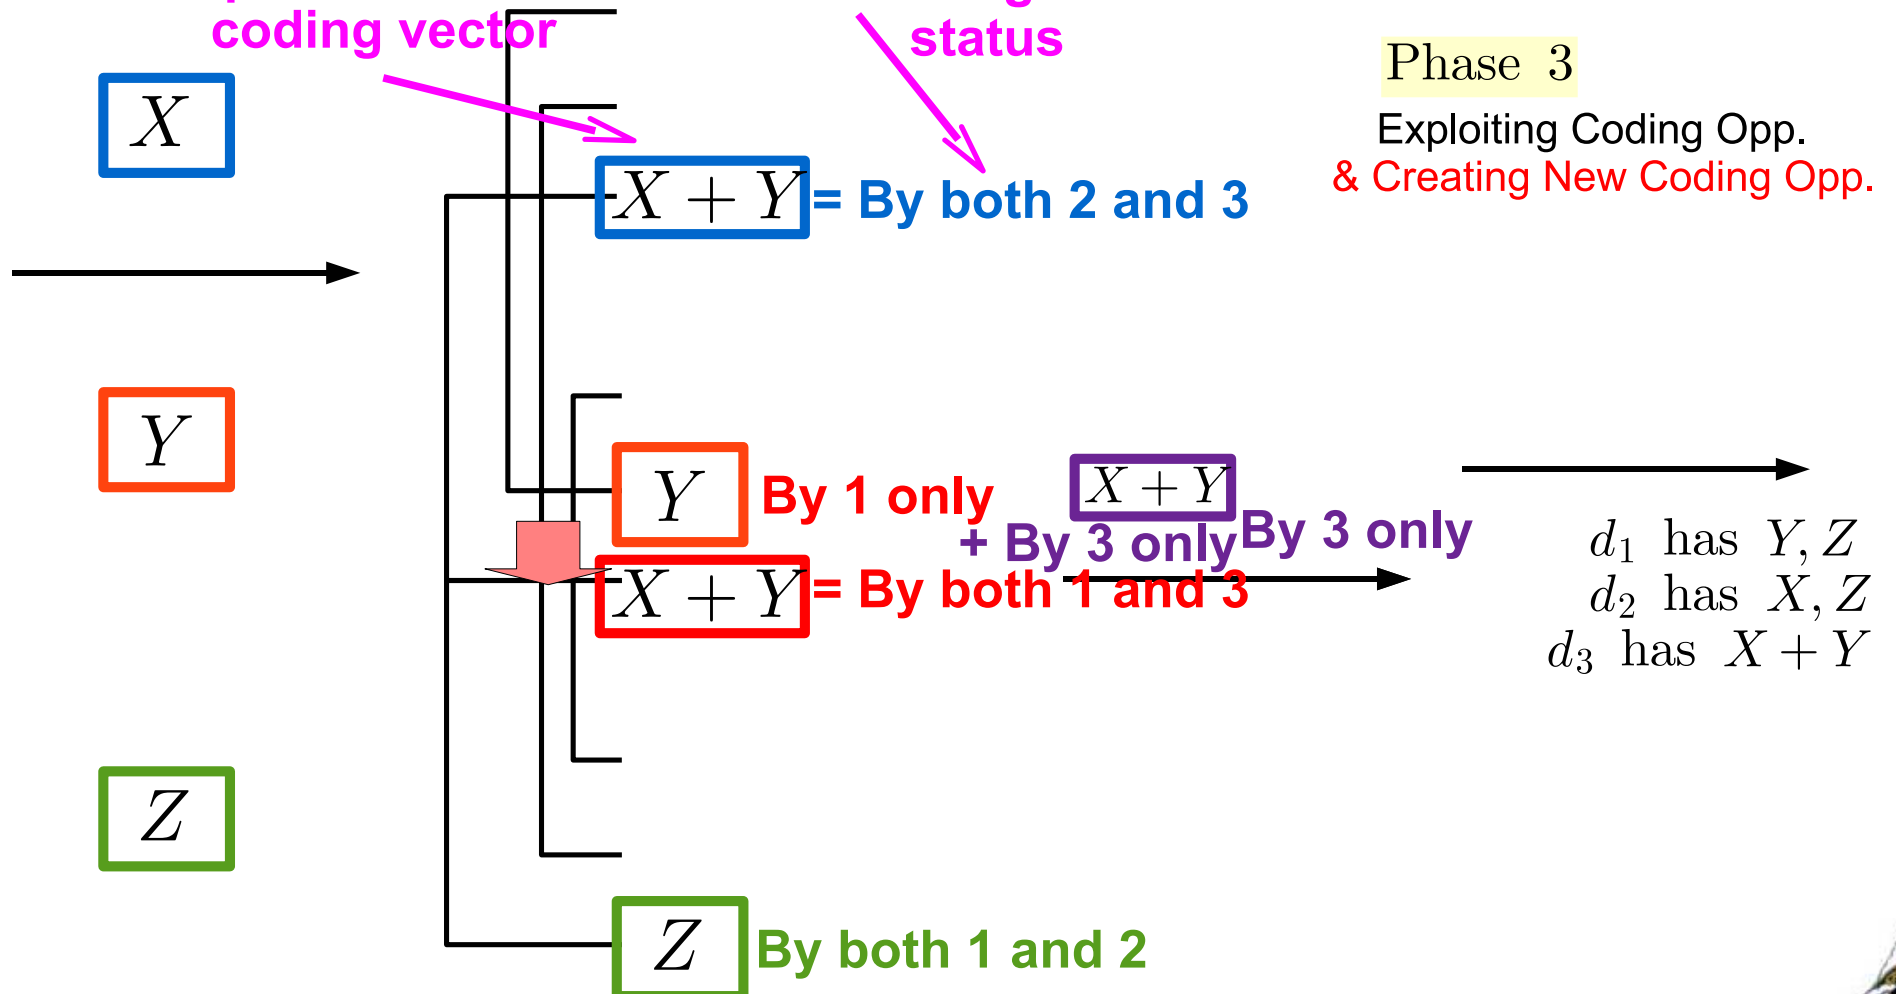 coding vector
status
Phase 3
Exploiting Coding Opp.
& Creating New Coding Opp.
X
X + Y = By both 2 and 3
Y
Y By 1 only
X + Y
+ By 3 only By 3 only
X + Y = By both 1 and 3
d₁ has Y, Z
d₂ has X, Z
d₃ has X + Y
Z
Z By both 1 and 2